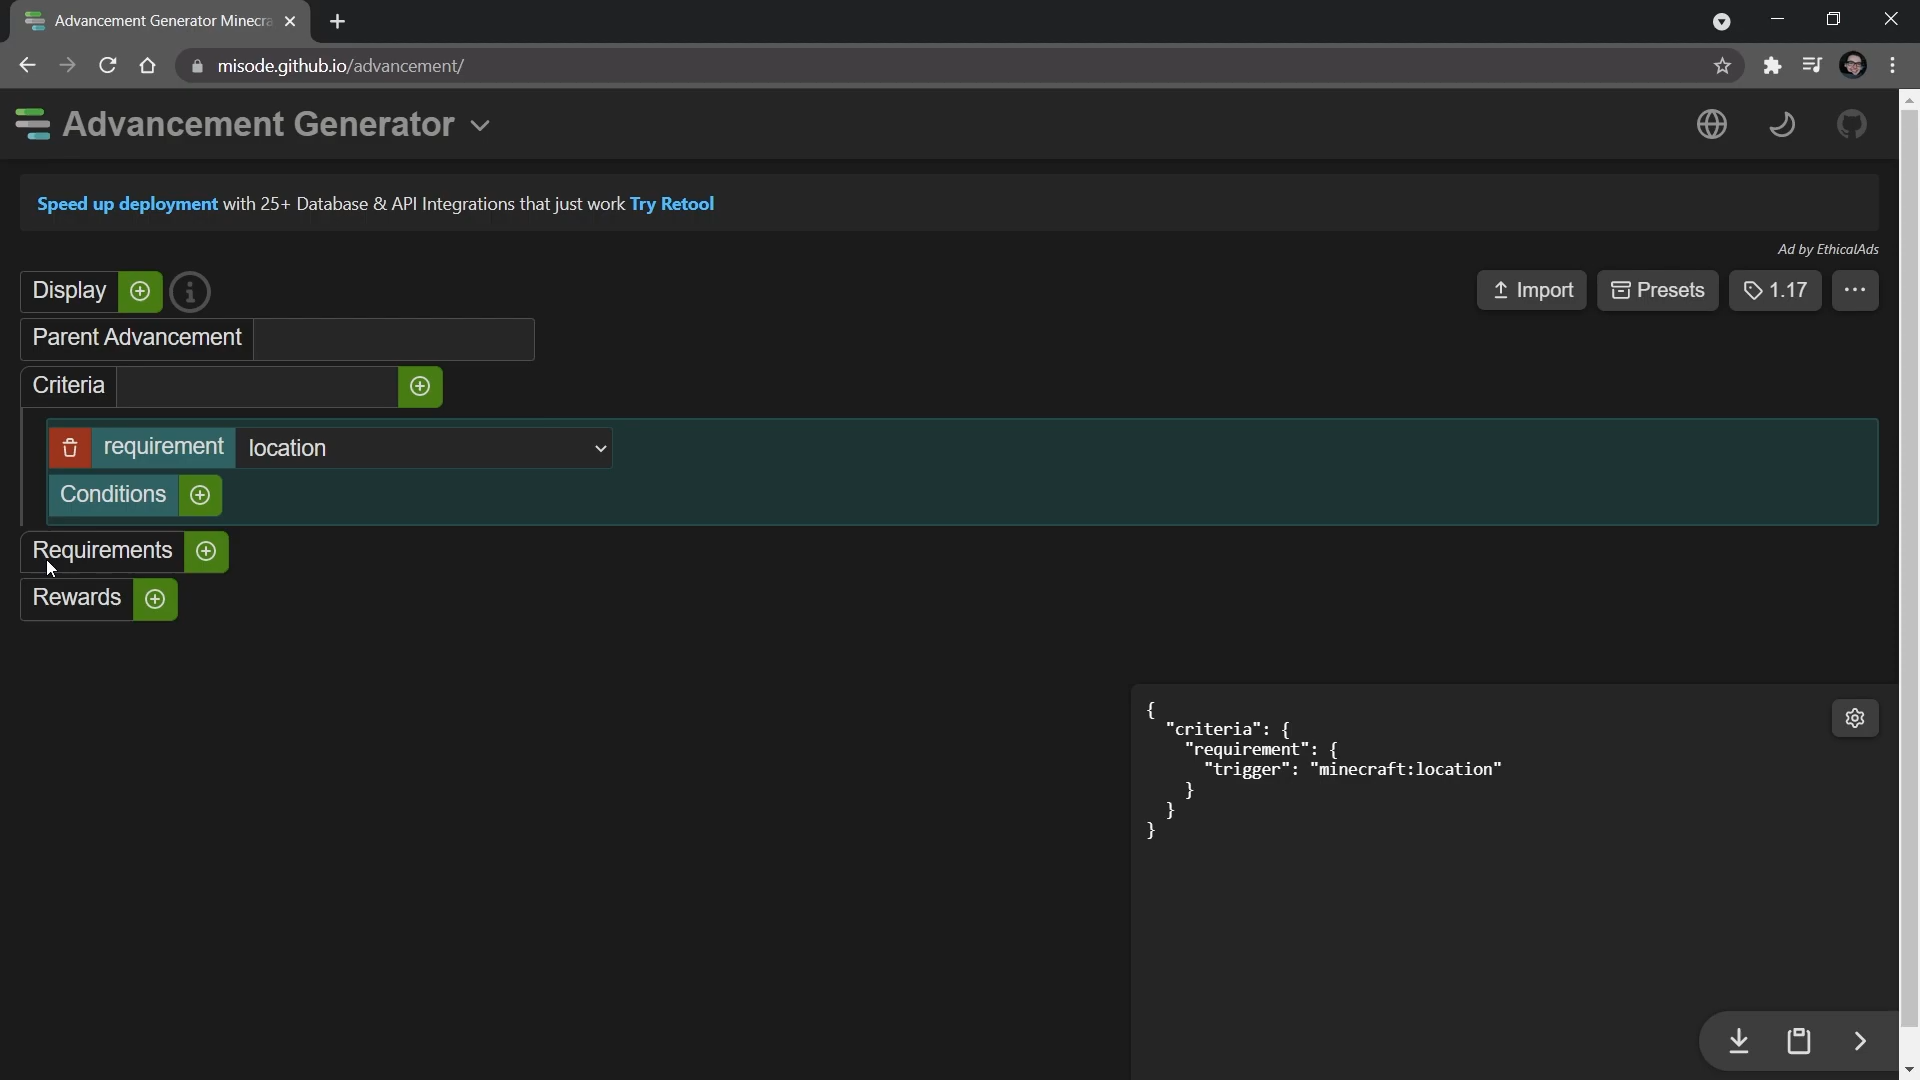 Advancement Generator Minecra
misode.github.io/advancement/
Advancement Generator
Speed up deployment with 25+ Database & API Integrations that just work Try Retool
Ad by EthicalAds
Display
Import
Presets
1.17
Parent Advancement
Criteria
requirement
location
Conditions
Requirements
Rewards
{
"criteria": {
"requirement": {
"trigger": "minecraft:location"
}
}
}